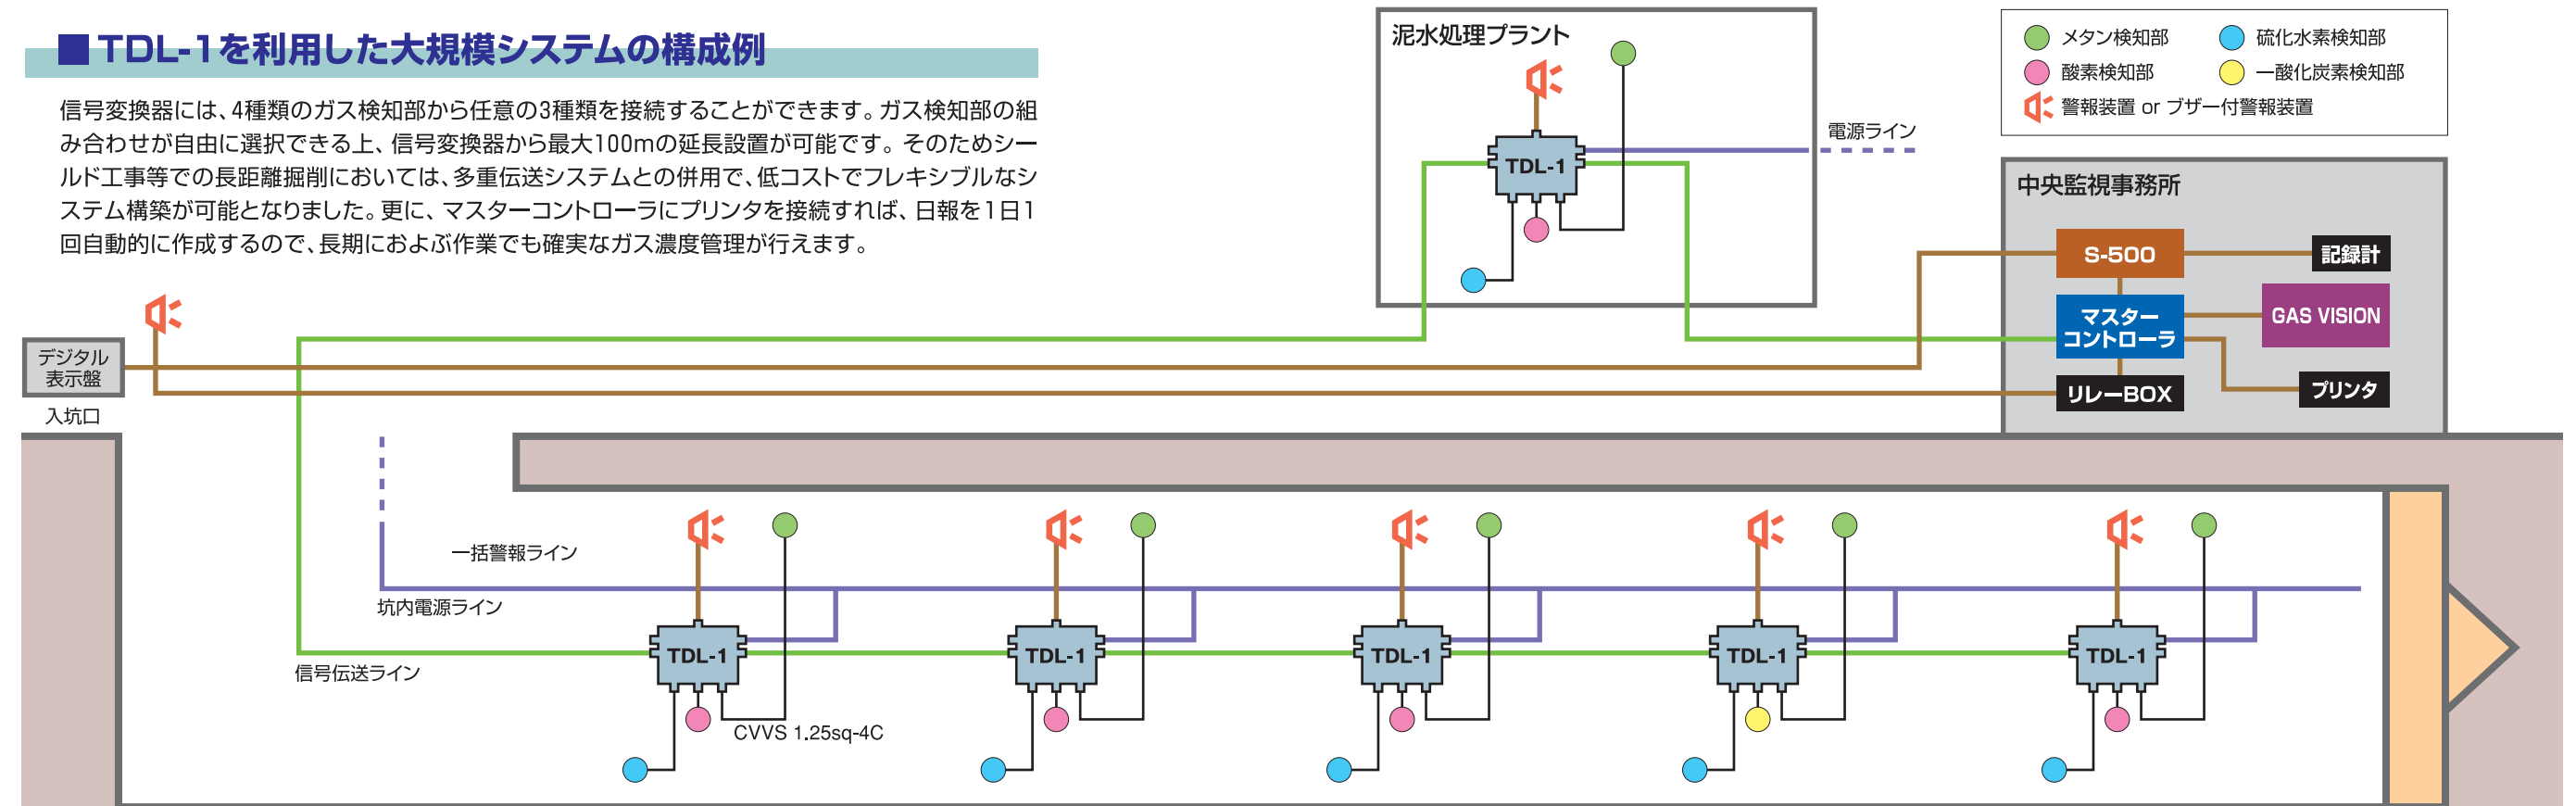 ■TDL-1を利用した大規模システムの構成例
信号変換器には、4種類のガス検知部から任意の3種類を接続することができます。ガス検知部の組
み合わせが自由に選択できる上、信号変換器から最大100mの延長設置が可能です。そのためシー
ルド工事等での長距離掘削においては、多重伝送システムとの併用で、低コストでフレキシブルなシ
ステム構築が可能となりました。更に、マスターコントローラにプリンタを接続すれば、日報を1日1
回自動的に作成するので、長期におよぶ作業でも確実なガス濃度管理が行えます。
泥水処理プラント
TDL-1
電源ライン
メタン検知部
硫化水素検知部
酸素検知部
一酸化炭素検知部
警報装置 or ブザー付警報装置
中央監視事務所
S-500
記録計
マスター
コントローラ
GAS VISION
リレーBOX
プリンタ
デジタル
表示盤
入坑口
一括警報ライン
坑内電源ライン
信号伝送ライン
TDL-1
TDL-1
TDL-1
TDL-1
TDL-1
CVVS 1.25sq-4C